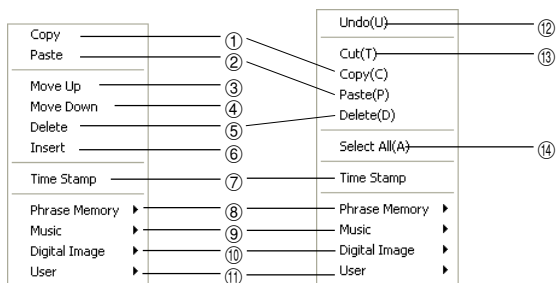 Copy
Paste
Move Up
Move Down
Delete
Insert
Time Stamp
Phrase Memory
Music
Digital Image
User
①
②
③
④
⑤
⑥
⑦
⑧
⑨
⑩
⑪
Undo(U)
Cut(T)
Copy(C)
Paste(P)
Delete(D)
Select All(A)
Time Stamp
Phrase Memory
Music
Digital Image
User
⑫
⑬
⑭